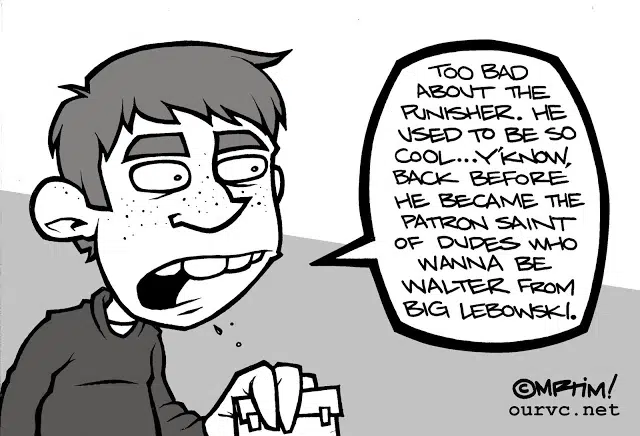 TOO BAD
ABOUT THE
PUNISHER. HE
USED TO BE SO
COOL...Y'KNOW,
BACK BEFORE
HE BECAME THE
PATRON SAINT
OF DUDES WHO
WANNA BE
WALTER FROM
BIG LEBOWSKI.
©MRTIM!
ourvc.net